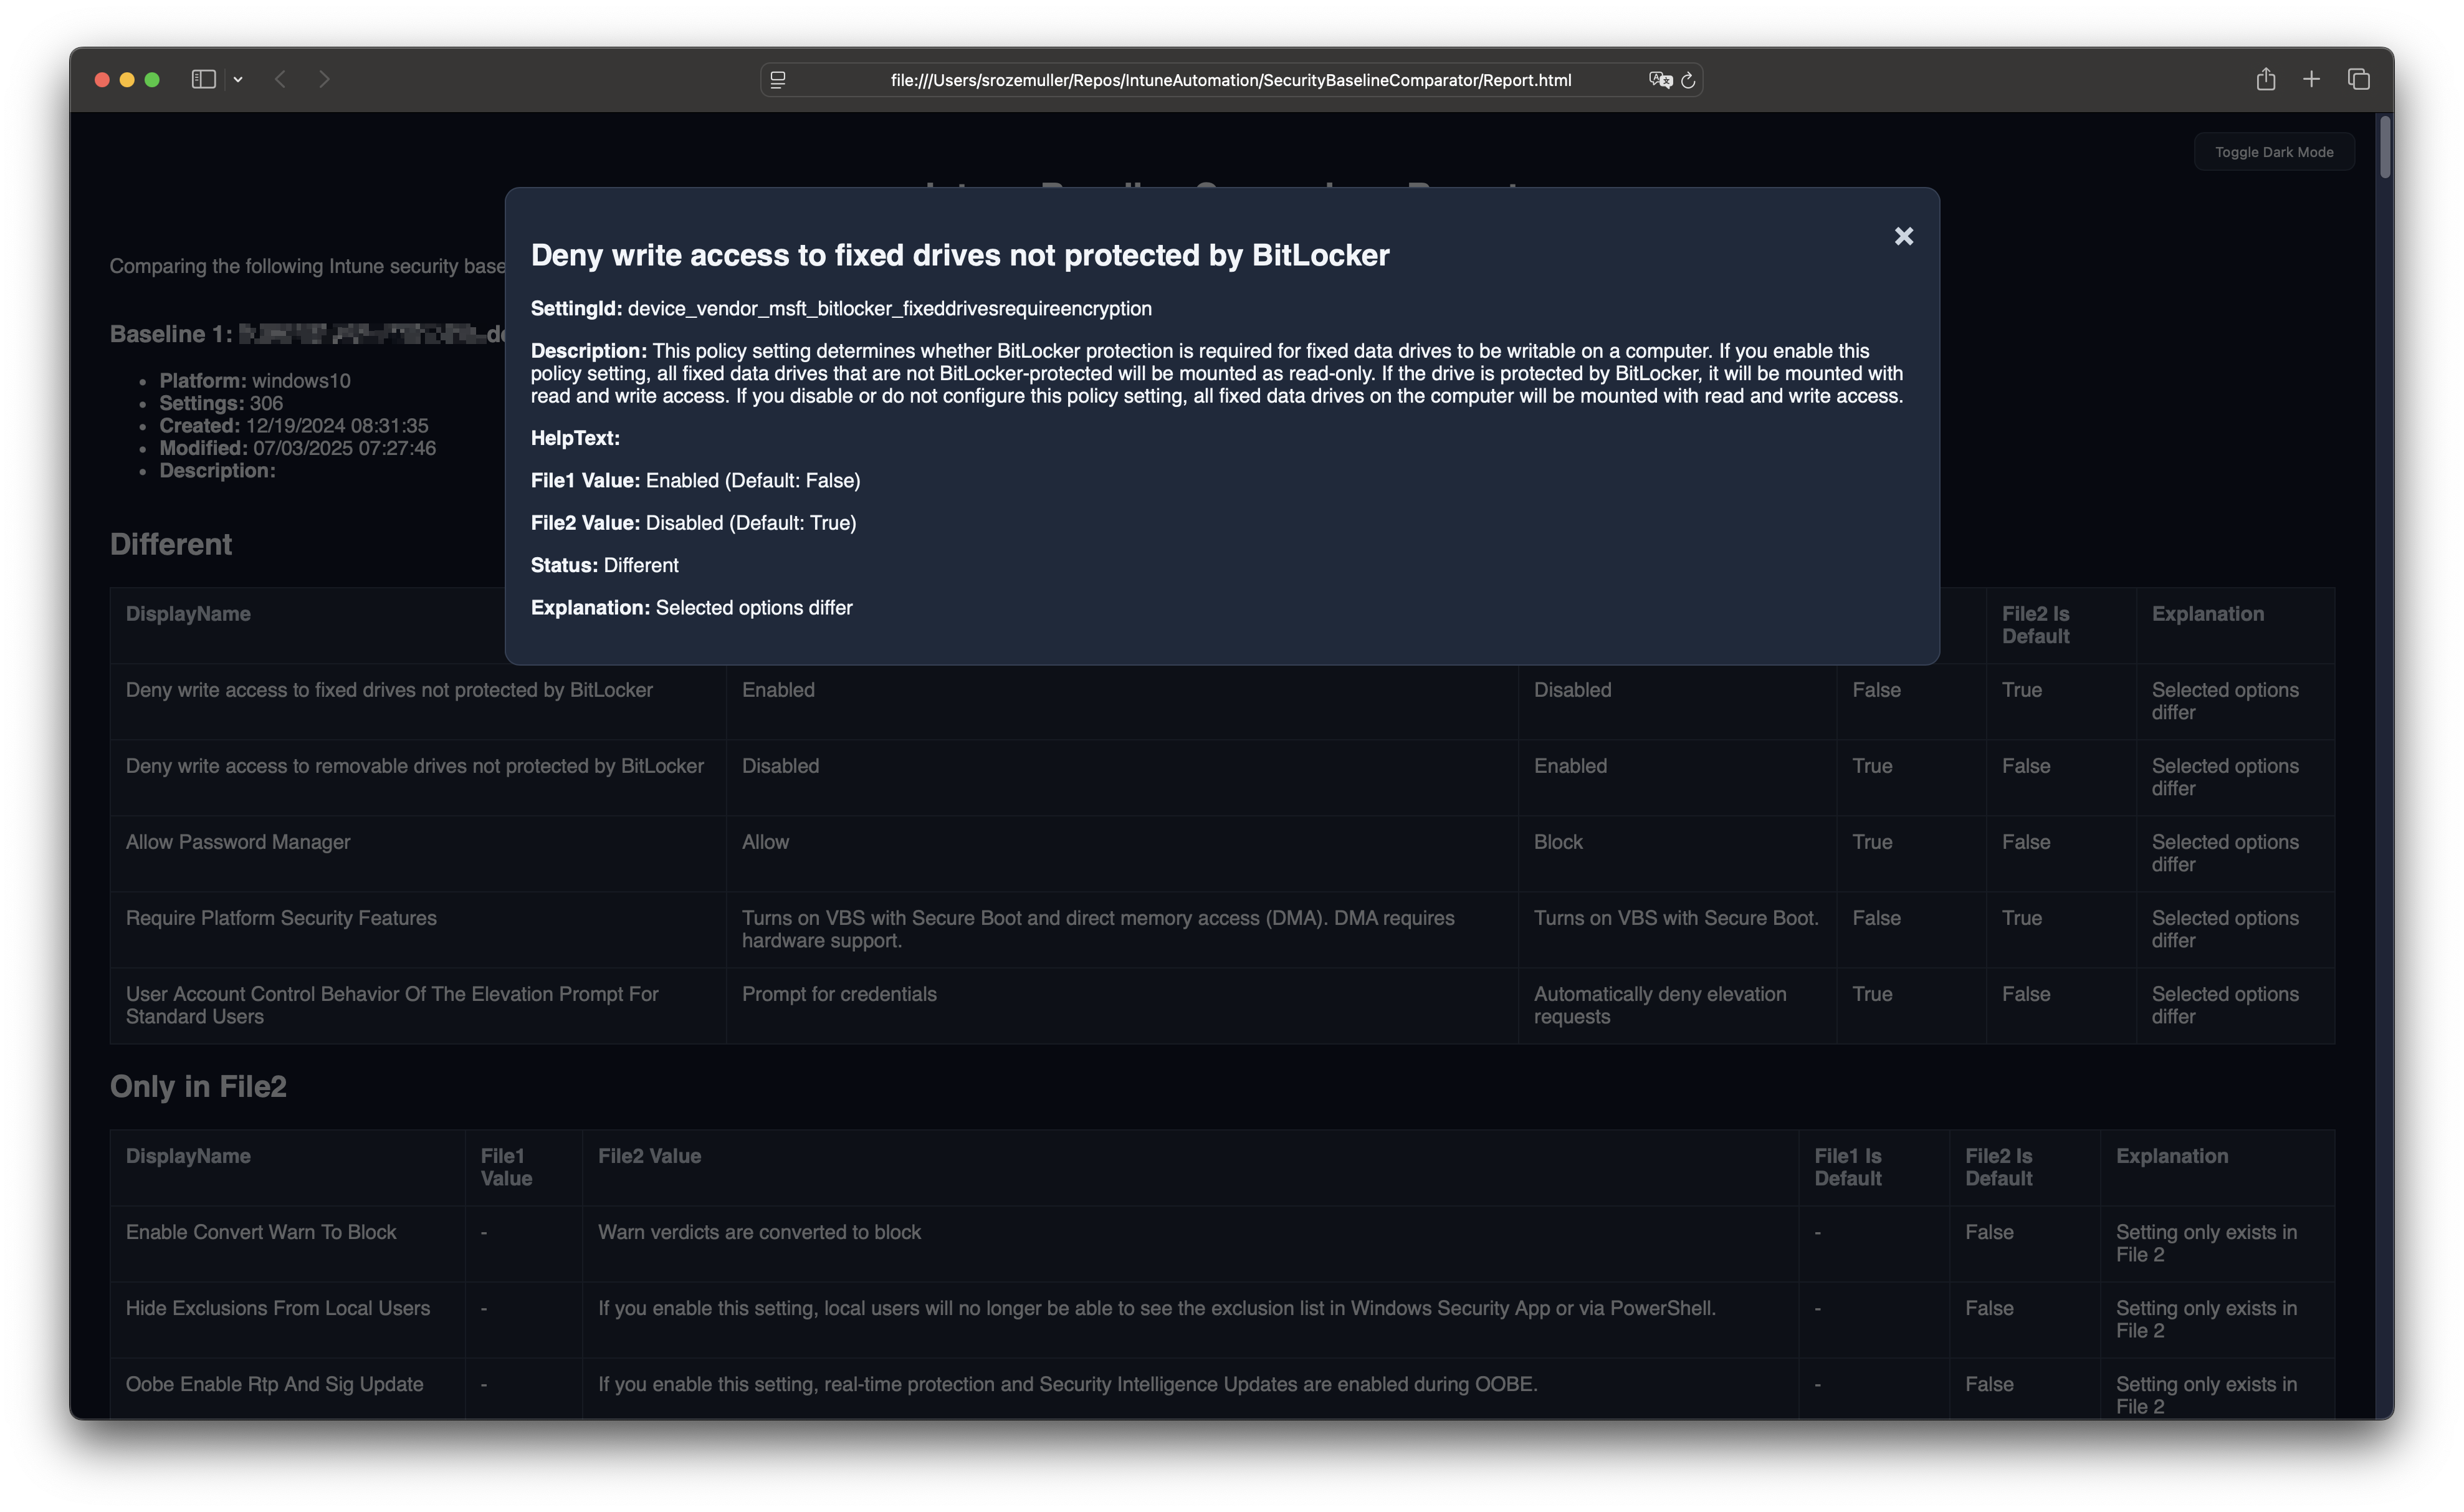 file:///Users/srozemuller/Repos/IntuneAutomation/SecurityBaselineComparator/Report.html
Toggle Dark Mode
Comparing the following Intune security base
Baseline 1:
Platform: windows10
Settings: 306
Created: 12/19/2024 08:31:35
Modified: 07/03/2025 07:27:46
Description:
Deny write access to fixed drives not protected by BitLocker
SettingId: device_vendor_msft_bitlocker_fixeddrivesrequireencryption
Description: This policy setting determines whether BitLocker protection is required for fixed data drives to be writable on a computer. If you enable this
policy setting, all fixed data drives that are not BitLocker-protected will be mounted as read-only. If the drive is protected by BitLocker, it will be mounted with
read and write access. If you disable or do not configure this policy setting, all fixed data drives on the computer will be mounted with read and write access.
HelpText:
File1 Value: Enabled (Default: False)
File2 Value: Disabled (Default: True)
Status: Different
Explanation: Selected options differ
Different
DisplayName
File2 Is
Default
Explanation
Deny write access to fixed drives not protected by BitLocker
Enabled
Disabled
False
True
Selected options
differ
Deny write access to removable drives not protected by BitLocker
Disabled
Enabled
True
False
Selected options
differ
Allow Password Manager
Allow
Block
True
False
Selected options
differ
Require Platform Security Features
Turns on VBS with Secure Boot and direct memory access (DMA). DMA requires
hardware support.
Turns on VBS with Secure Boot.
False
True
Selected options
differ
User Account Control Behavior Of The Elevation Prompt For
Standard Users
Prompt for credentials
Automatically deny elevation
requests
True
False
Selected options
differ
Only in File2
DisplayName
File1
Value
File2 Value
File1 Is
Default
File2 Is
Default
Explanation
Enable Convert Warn To Block
-
Warn verdicts are converted to block
-
False
Setting only exists in
File 2
Hide Exclusions From Local Users
-
If you enable this setting, local users will no longer be able to see the exclusion list in Windows Security App or via PowerShell.
-
False
Setting only exists in
File 2
Oobe Enable Rtp And Sig Update
-
If you enable this setting, real-time protection and Security Intelligence Updates are enabled during OOBE.
-
False
Setting only exists in
File 2